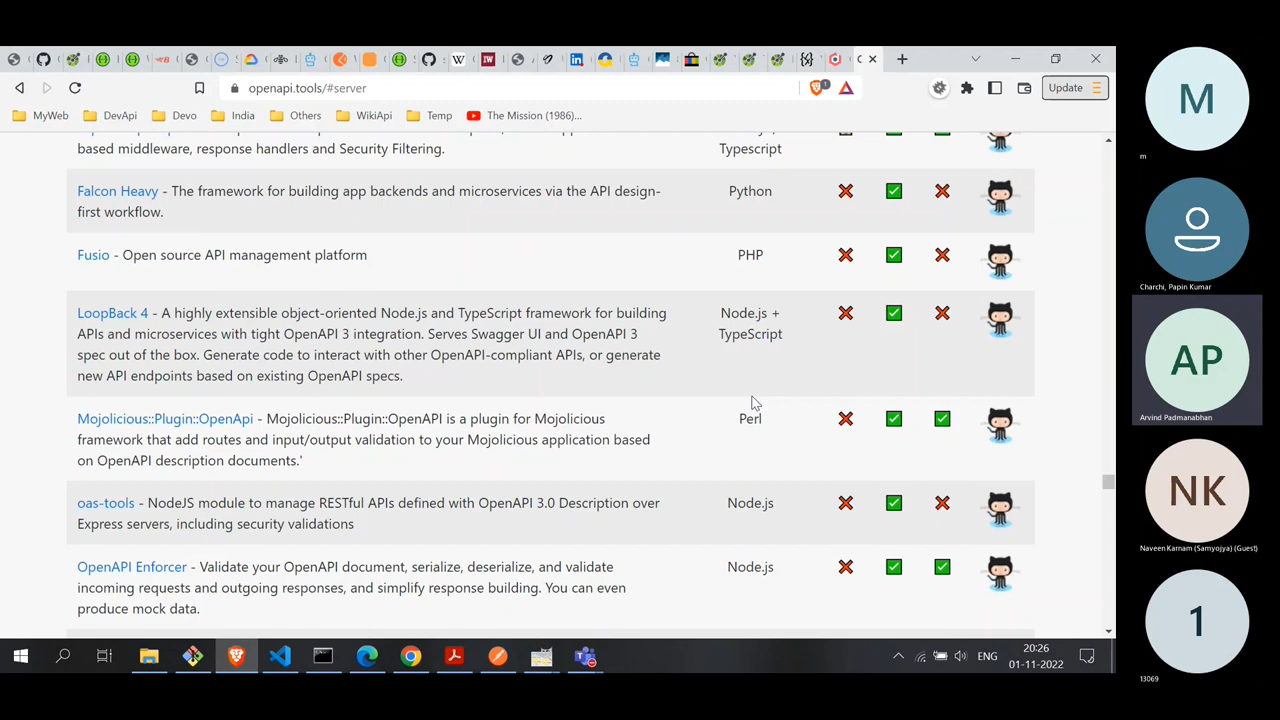 openapi.tools/#server
1
Update
MyWeb
DevApi
Devo
India
Others
WikiApi
Temp
The Mission (1986)...
based middleware, response handlers and Security Filtering.
Typescript
Falcon Heavy - The framework for building app backends and microservices via the API design-
first workflow.
Python
Fusio - Open source API management platform
PHP
LoopBack 4 - A highly extensible object-oriented Node.js and TypeScript framework for building
APIs and microservices with tight OpenAPI 3 integration. Serves Swagger UI and OpenAPI 3
spec out of the box. Generate code to interact with other OpenAPI-compliant APIs, or generate
new API endpoints based on existing OpenAPI specs.
Node.js +
TypeScript
Mojolicious::Plugin::OpenApi - Mojolicious::Plugin::OpenAPI is a plugin for Mojolicious
framework that add routes and input/output validation to your Mojolicious application based
on OpenAPI description documents.'
Perl
oas-tools - NodeJS module to manage RESTful APIs defined with OpenAPI 3.0 Description over
Express servers, including security validations
Node.js
OpenAPI Enforcer - Validate your OpenAPI document, serialize, deserialize, and validate
incoming requests and outgoing responses, and simplify response building. You can even
produce mock data.
Node.js
ENG
20:26
01-11-2022
M
m
Charchi, Papin Kumar
AP
Arvind Padmanabhan
NK
Naveen Karnam (Samyojya) (Guest)
1
13069